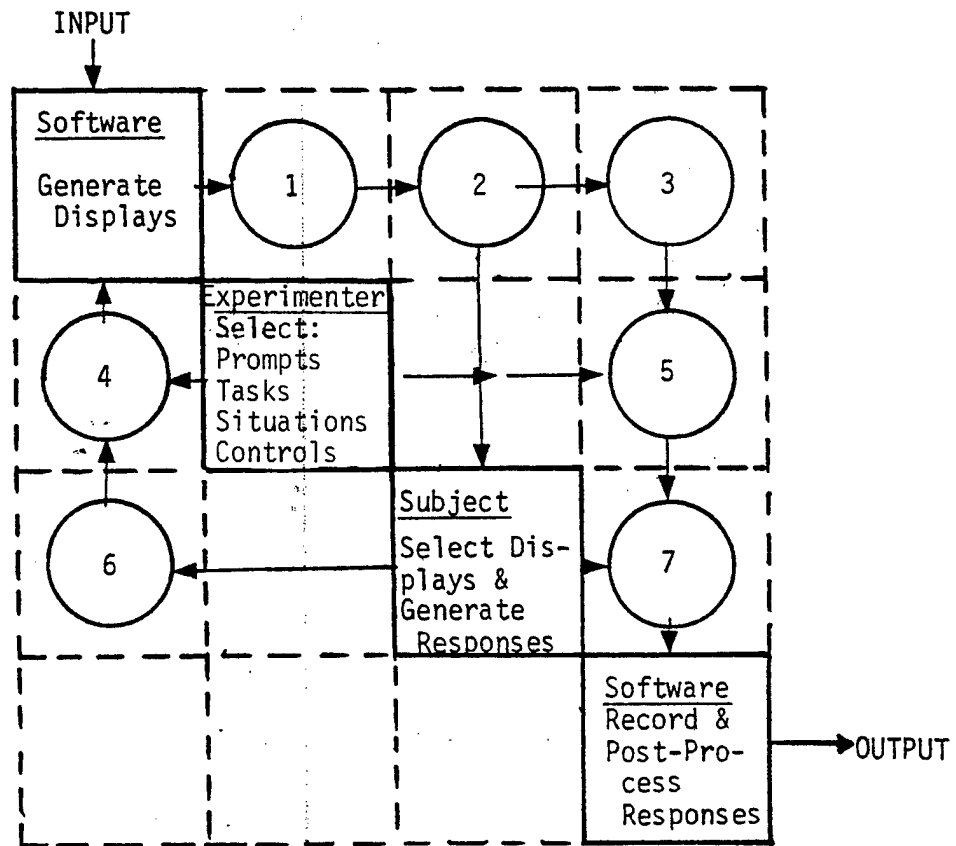 INPUT
Software
Generate
Displays
1
2
3
Experimenter
Select:
Prompts
Tasks
Situations
Controls
4
5
Subject
Select Dis-
plays &
Generate
Responses
6
7
Software
Record &
Post-Pro-
cess
Responses
OUTPUT